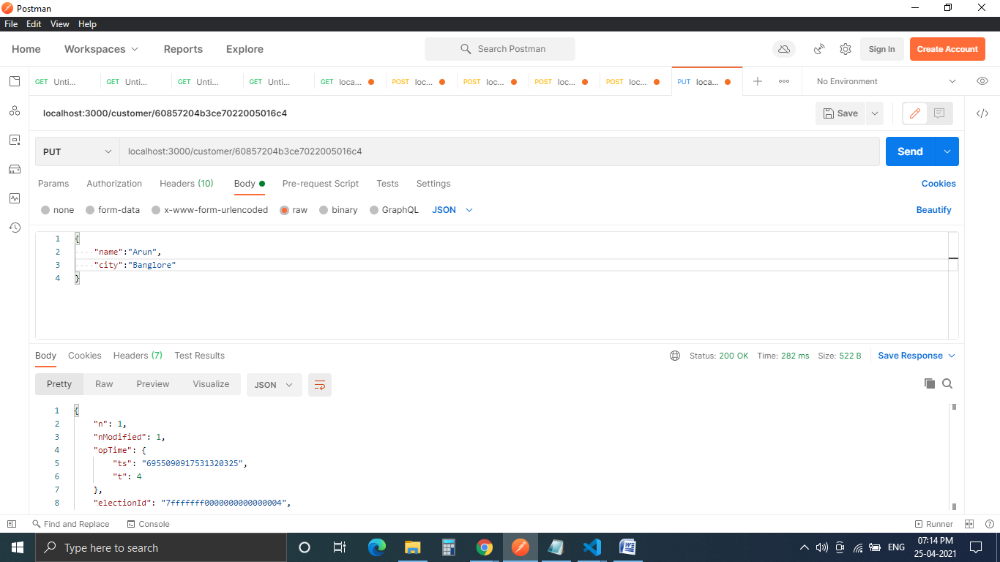 Postman
File Edit View Help
Home Workspaces Reports Explore Search Postman Sign In Create Account
GET Unti... GET Unti... GET Unti... GET Unti... GET loca... POST loc... POST loc... POST loc... POST loc... PUT loca... No Environment
localhost:3000/customer/60857204b3ce7022005016c4 Save
PUT localhost:3000/customer/60857204b3ce7022005016c4 Send
Params Authorization Headers (10) Body Pre-request Script Tests Settings Cookies
none form-data x-www-form-urlencoded raw binary GraphQL JSON Beautify
1 {
2 "name":"Arun",
3 "city":"Banglore"
4 }
Body Cookies Headers (7) Test Results Status: 200 OK Time: 282 ms Size: 522 B Save Response
Pretty Raw Preview Visualize JSON
1 {
2 "n": 1,
3 "nModified": 1,
4 "opTime": {
5 "ts": "6955090917531320325",
6 "t": 4
7 },
8 "electionId": "7fffffff0000000000000004",
Find and Replace Console Runner
Type here to search ENG 07:14 PM
25-04-2021